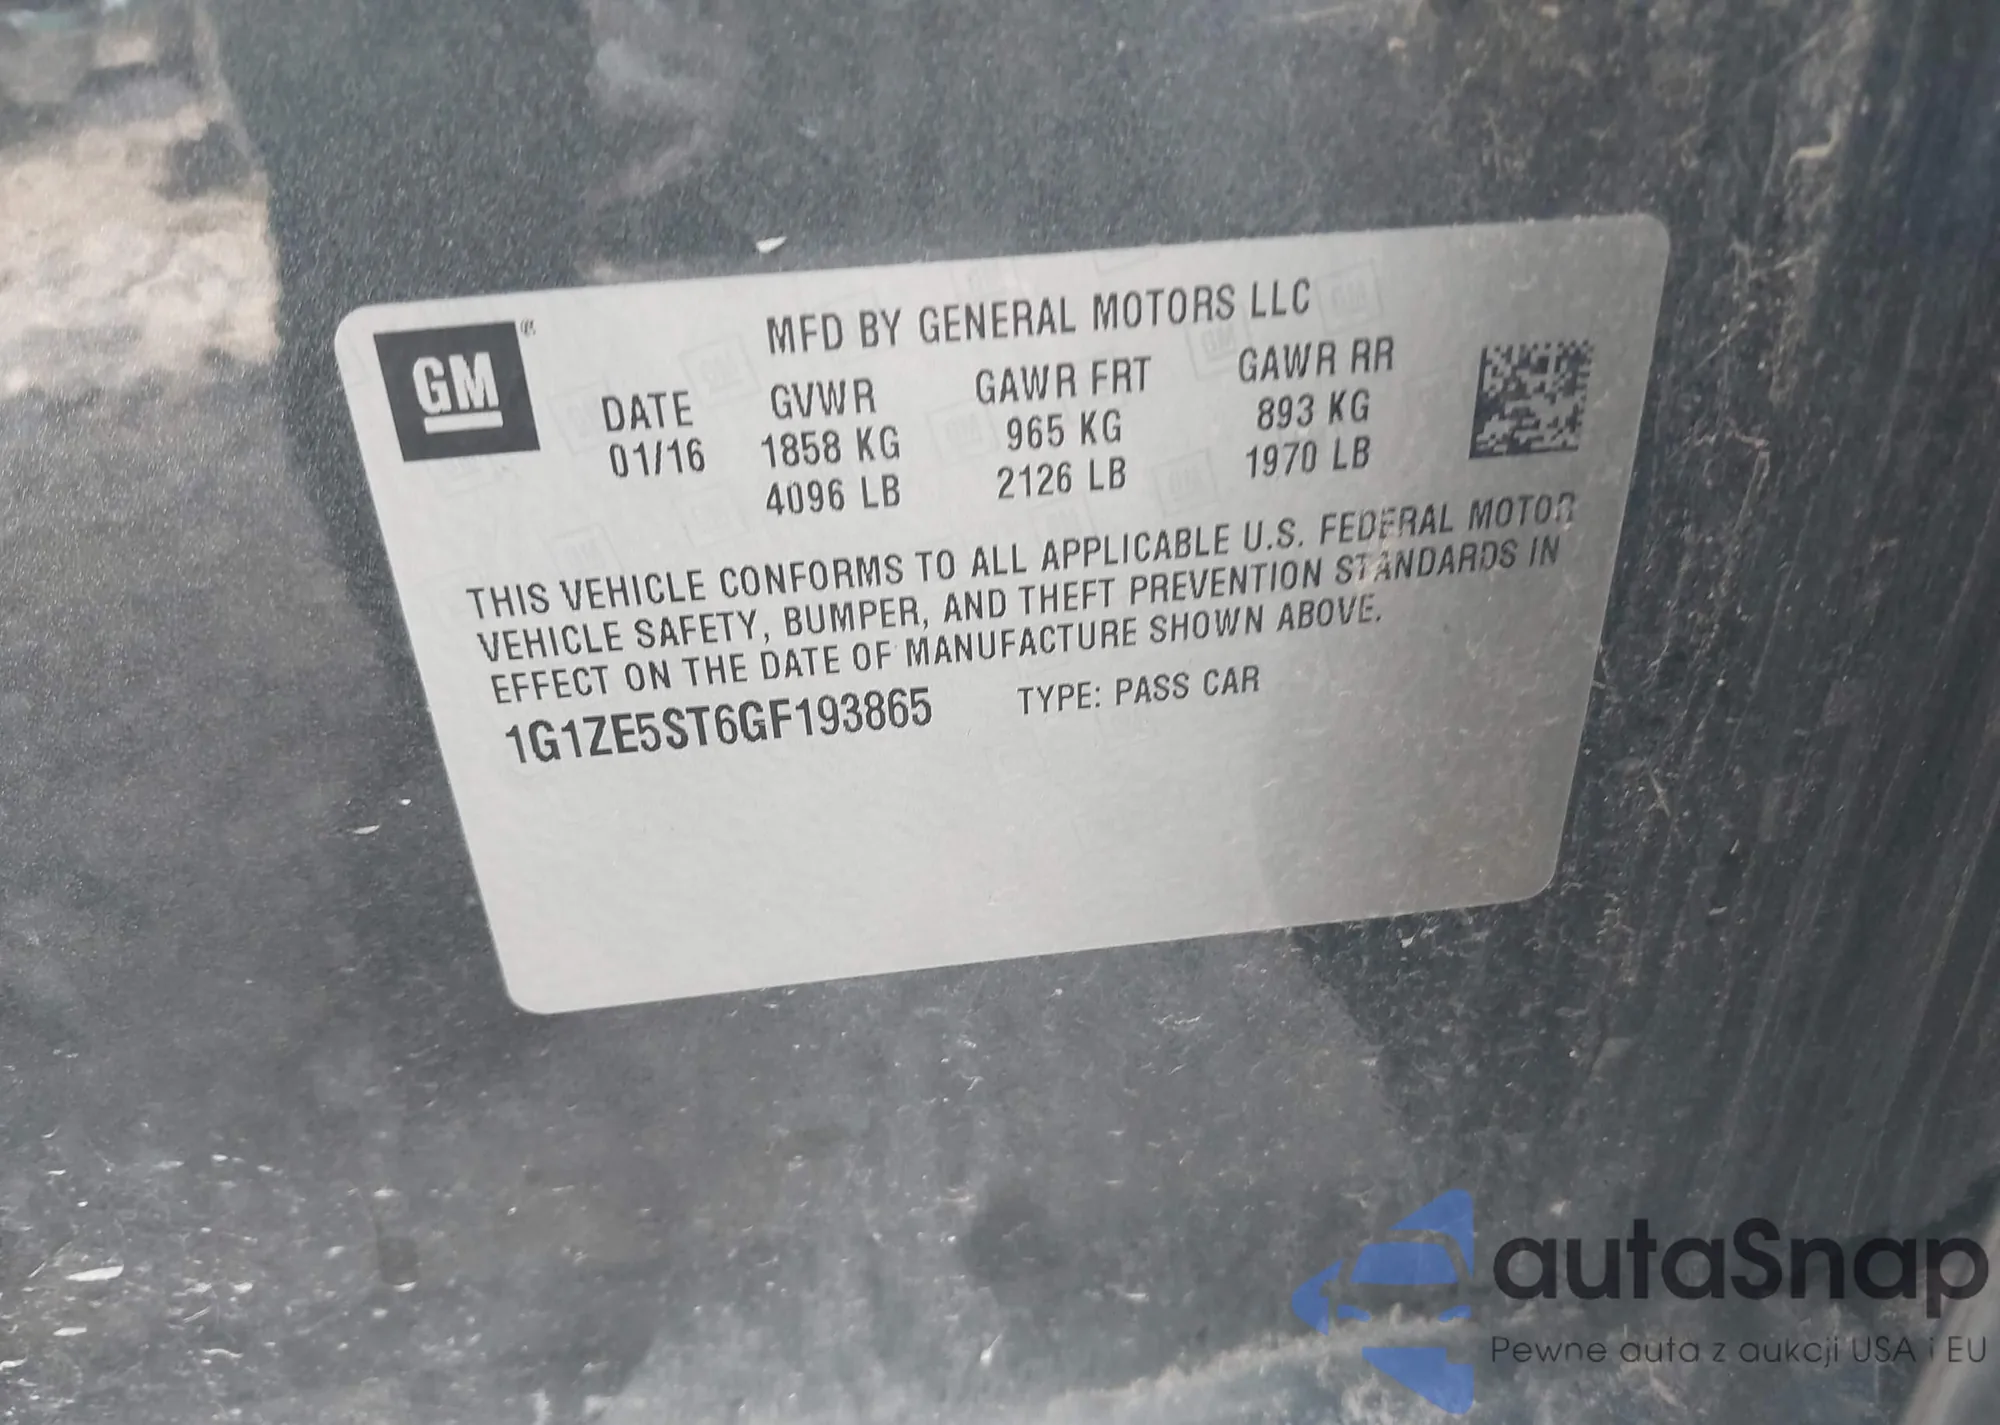 GM®
MFD BY GENERAL MOTORS LLC
DATE GVWR GAWR FRT GAWR RR
01/16 1858 KG 965 KG 893 KG
4096 LB 2126 LB 1970 LB
THIS VEHICLE CONFORMS TO ALL APPLICABLE U.S. FEDERAL MOTOR
VEHICLE SAFETY, BUMPER, AND THEFT PREVENTION STANDARDS IN
EFFECT ON THE DATE OF MANUFACTURE SHOWN ABOVE.
1G1ZE5ST6GF193865 TYPE: PASS CAR
autaSnap
Pewne auta z aukcji USA i EU